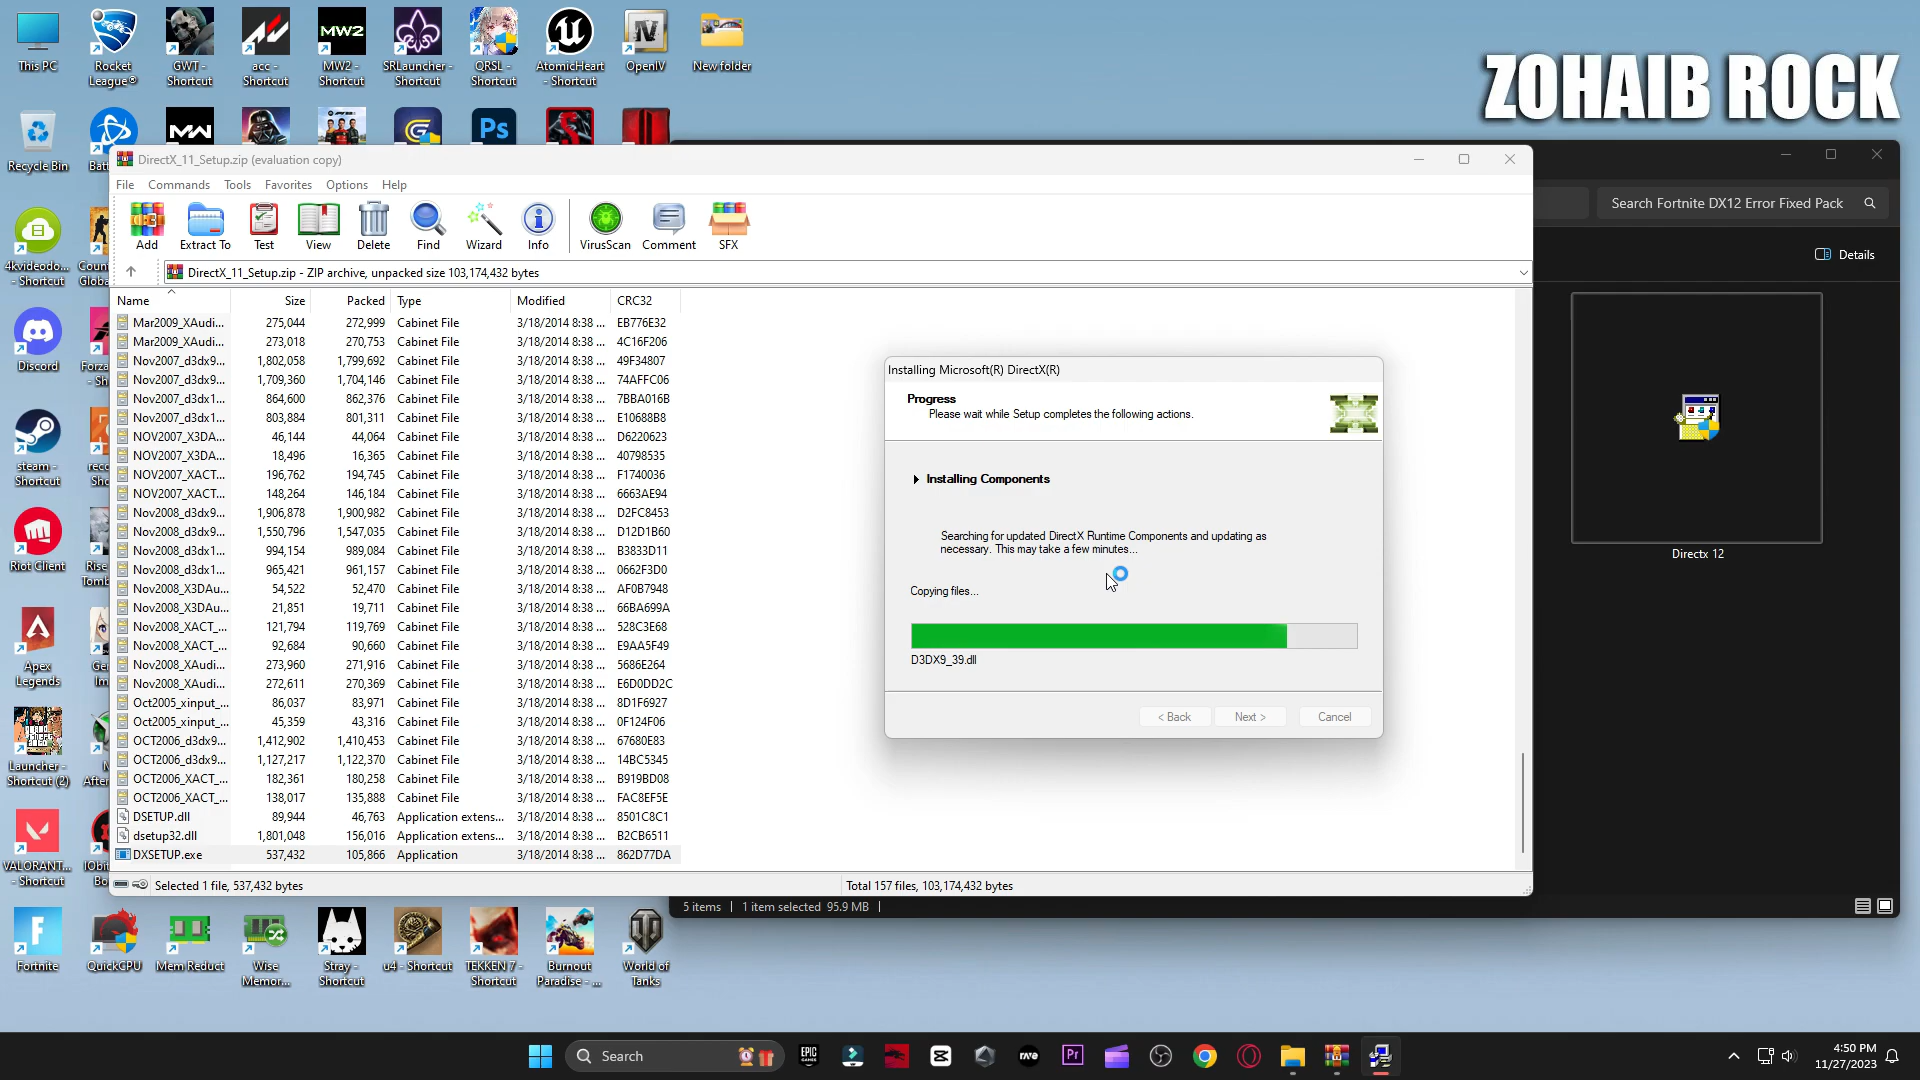 This PC
Rocket League®
GWT - Shortcut
acc - Shortcut
MW2
MW2 - Shortcut
SRLauncher - Shortcut
QRSL - Shortcut
AtomicHeart - Shortcut
OpenIV
New folder
ZOHAIB ROCK
Recycle Bin
Batt
Ps
DirectX_11_Setup.zip (evaluation copy)
File Commands Tools Favorites Options Help
Add Extract To Test View Delete Find Wizard Info VirusScan Comment SFX
DirectX_11_Setup.zip - ZIP archive, unpacked size 103,174,432 bytes
Name Size Packed Type Modified CRC32
Mar2009_XAudi... 275,044 272,999 Cabinet File 3/18/2014 8:38 ... EB776E32
Mar2009_XAudi... 273,018 270,753 Cabinet File 3/18/2014 8:38 ... 4C16F206
Nov2007_d3dx9... 1,802,058 1,799,692 Cabinet File 3/18/2014 8:38 ... 49F34807
Nov2007_d3dx9... 1,709,360 1,704,146 Cabinet File 3/18/2014 8:38 ... 74AFFC06
Nov2007_d3dx1... 864,600 862,376 Cabinet File 3/18/2014 8:38 ... 7BBA016B
Nov2007_d3dx1... 803,884 801,311 Cabinet File 3/18/2014 8:38 ... E10688B8
NOV2007_X3DA... 46,144 44,064 Cabinet File 3/18/2014 8:38 ... D6220623
NOV2007_X3DA... 18,496 16,365 Cabinet File 3/18/2014 8:38 ... 40798535
NOV2007_XACT... 196,762 194,745 Cabinet File 3/18/2014 8:38 ... F1740036
NOV2007_XACT... 148,264 146,184 Cabinet File 3/18/2014 8:38 ... 6663AE94
Nov2008_d3dx9... 1,906,878 1,900,982 Cabinet File 3/18/2014 8:38 ... D2FC8453
Nov2008_d3dx9... 1,550,796 1,547,035 Cabinet File 3/18/2014 8:38 ... D12D1B60
Nov2008_d3dx1... 994,154 989,084 Cabinet File 3/18/2014 8:38 ... B3833D11
Nov2008_d3dx1... 965,421 961,157 Cabinet File 3/18/2014 8:38 ... 0662F3D0
Nov2008_X3DAu... 54,522 52,470 Cabinet File 3/18/2014 8:38 ... AF0B7948
Nov2008_X3DAu... 21,851 19,711 Cabinet File 3/18/2014 8:38 ... 66BA699A
Nov2008_XACT_... 121,794 119,769 Cabinet File 3/18/2014 8:38 ... 528C3E68
Nov2008_XACT_... 92,684 90,660 Cabinet File 3/18/2014 8:38 ... E9AA5F49
Nov2008_XAudi... 273,960 271,916 Cabinet File 3/18/2014 8:38 ... 5686E264
Nov2008_XAudi... 272,611 270,369 Cabinet File 3/18/2014 8:38 ... E6D0DD2C
Oct2005_xinput_... 86,037 83,971 Cabinet File 3/18/2014 8:38 ... 8D1F6927
Oct2005_xinput_... 45,359 43,316 Cabinet File 3/18/2014 8:38 ... 0F124F06
OCT2006_d3dx9... 1,412,902 1,410,453 Cabinet File 3/18/2014 8:38 ... 67680E83
OCT2006_d3dx9... 1,127,217 1,122,370 Cabinet File 3/18/2014 8:38 ... 14BC5345
OCT2006_XACT_... 182,361 180,258 Cabinet File 3/18/2014 8:38 ... B919BD08
OCT2006_XACT_... 138,017 135,888 Cabinet File 3/18/2014 8:38 ... FAC8EF5E
DSETUP.dll 89,944 46,763 Application extens... 3/18/2014 8:38 ... 8501C8C1
dsetup32.dll 1,801,048 156,016 Application extens... 3/18/2014 8:38 ... B2CB6511
DXSETUP.exe 537,432 105,866 Application 3/18/2014 8:38 ... 862D77DA
Selected 1 file, 537,432 bytes
Total 157 files, 103,174,432 bytes
Installing Microsoft(R) DirectX(R)
Progress
Please wait while Setup completes the following actions.
Installing Components
Searching for updated DirectX Runtime Components and updating as
necessary. This may take a few minutes...
Copying files...
D3DX9_39.dll
< Back Next > Cancel
Search Fortnite DX12 Error Fixed Pack
Details
Directx 12
5 items 1 item selected 95.9 MB
4kvideodo... - Shortcut
Coun Globa
Discord
Forza - Sh
steam - Shortcut
reco Sho
Riot Client
Rise Tomb
Apex Legends
Gen Im
Launcher - Shortcut (2)
M After
VALORANT... - Shortcut
IObit Bo
Fortnite
QuickCPU
Mem Reduct
Wise Memor...
Stray - Shortcut
u4 - Shortcut
TEKKEN 7 - Shortcut
Burnout Paradise - ...
World of Tanks
Search
EPIC GAMES
rave
Pr
4:50 PM
11/27/2023